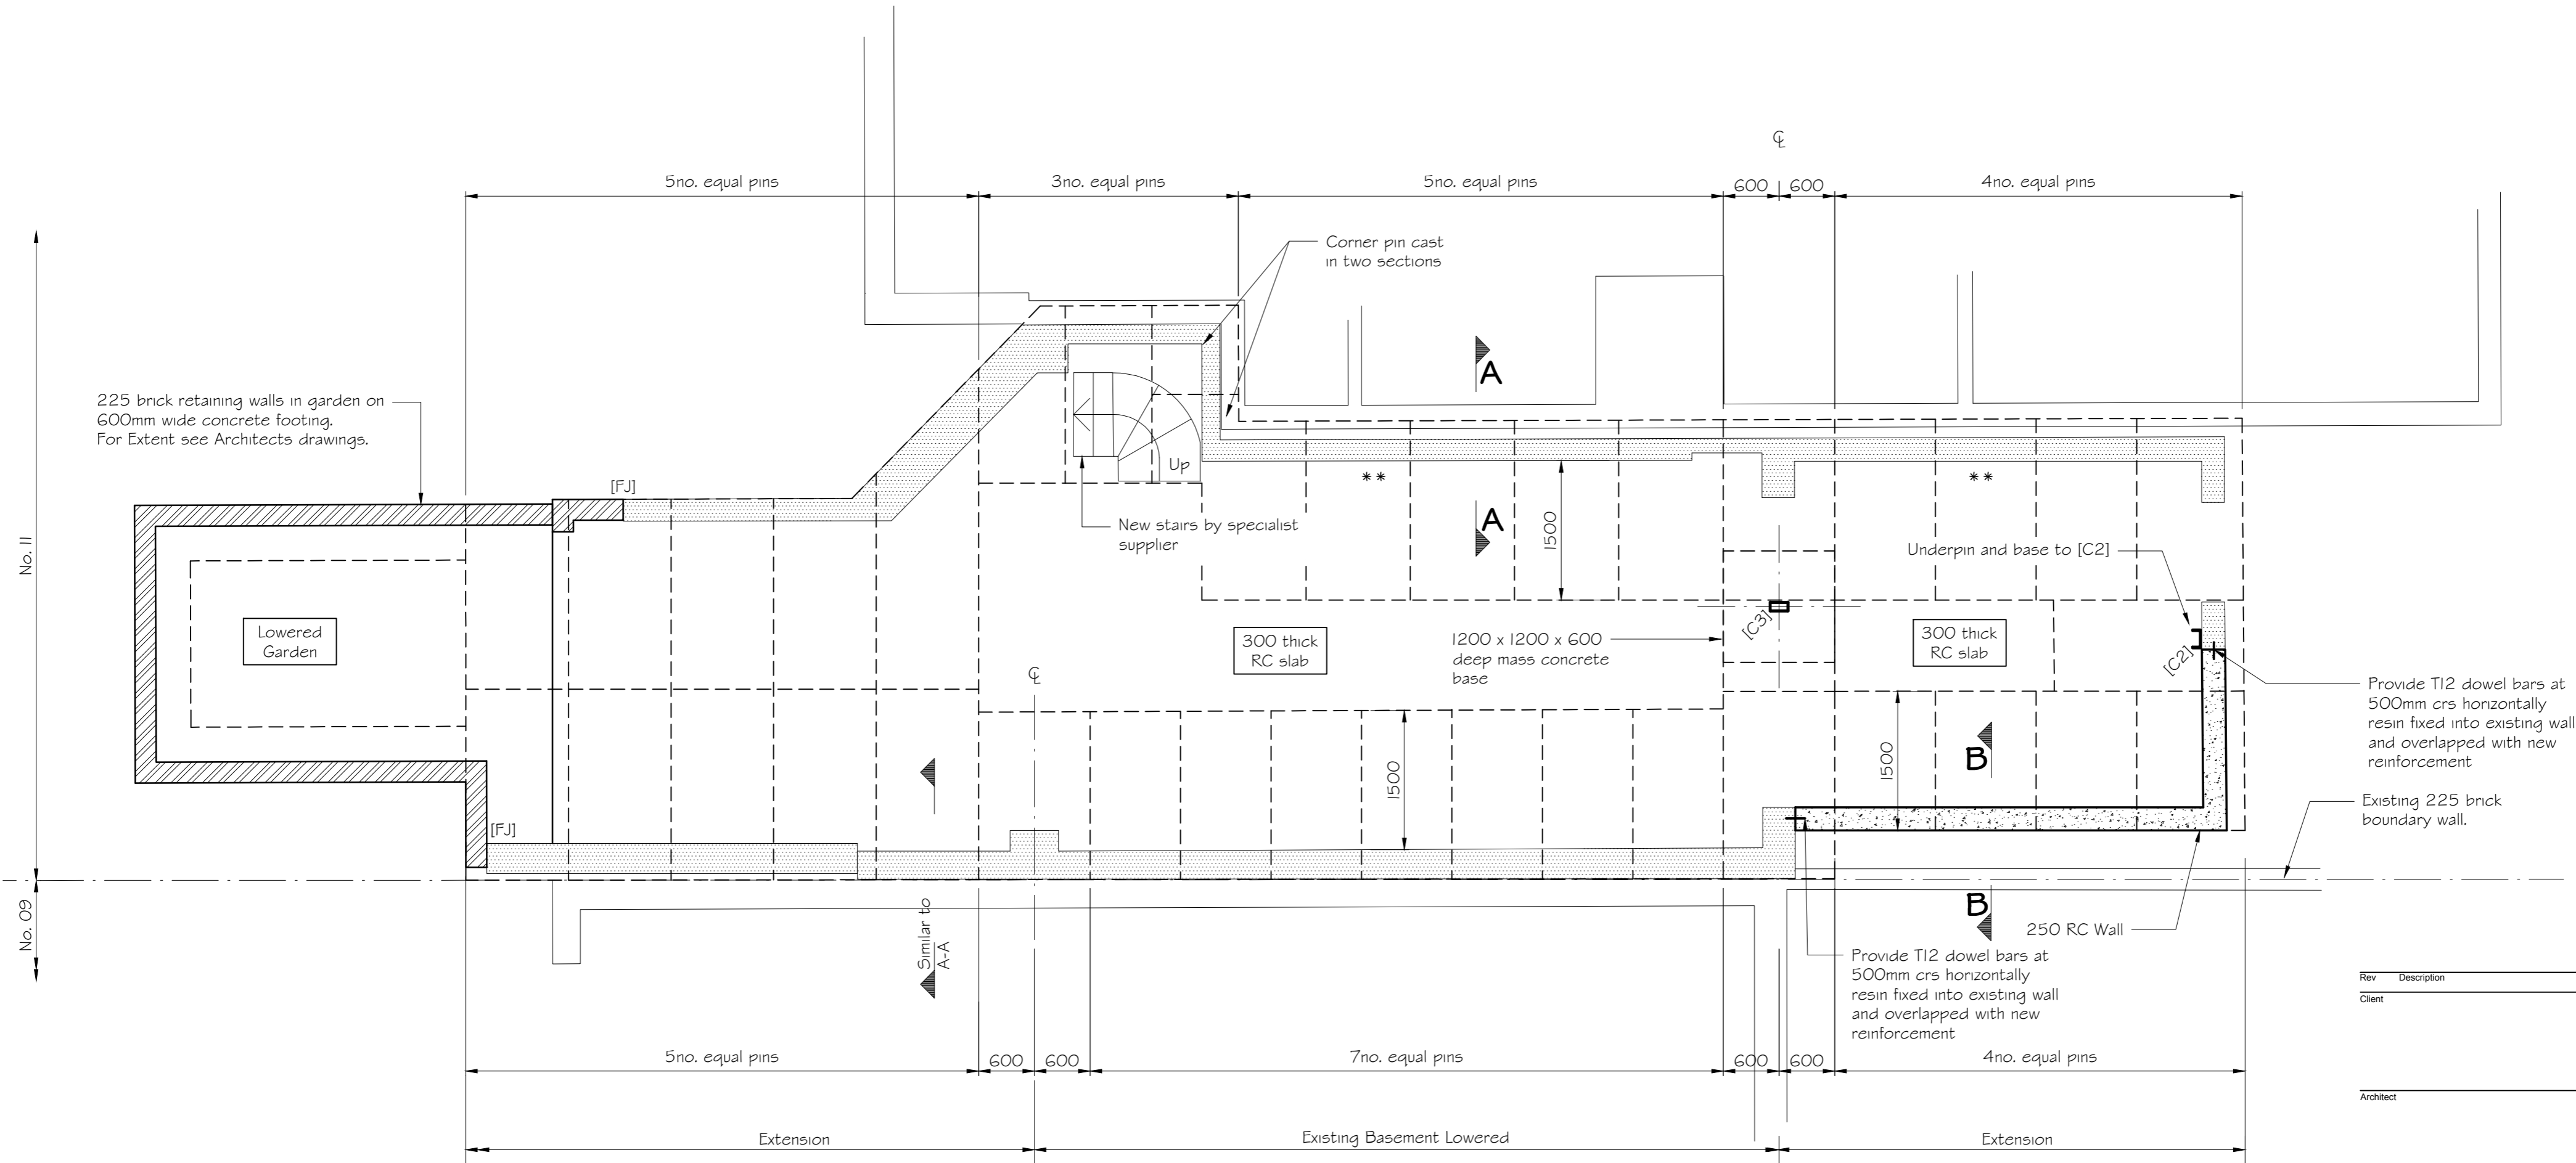 ℄
5no. equal pins
3no. equal pins
5no. equal pins
600
600
4no. equal pins
Corner pin cast
in two sections
A
225 brick retaining walls in garden on
600mm wide concrete footing.
For Extent see Architects drawings.
[FJ]
Up
**
**
New stairs by specialist
supplier
A
1500
Underpin and base to [C2]
No. 11
Lowered
Garden
300 thick
RC slab
1200 x 1200 x 600
deep mass concrete
base
[C3]
300 thick
RC slab
[C2]
℄
Provide T12 dowel bars at
500mm crs horizontally
resin fixed into existing wall
and overlapped with new
reinforcement
1500
1500
B
Existing 225 brick
boundary wall.
[FJ]
No. 09
Similar to
A-A
B
250 RC Wall
Provide T12 dowel bars at
500mm crs horizontally
resin fixed into existing wall
and overlapped with new
reinforcement
Rev Description
Client
5no. equal pins
600
600
7no. equal pins
600
600
4no. equal pins
Architect
Extension
Existing Basement Lowered
Extension